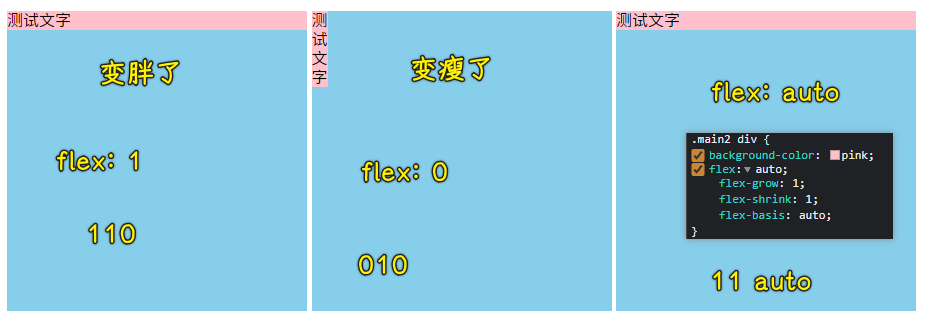 测试文字
变胖了
flex: 1
110
测
试
文
字
变瘦了
flex: 0
010
测试文字
flex: auto
.main2 div {
background-color: pink;
flex: auto;
flex-grow: 1;
flex-shrink: 1;
flex-basis: auto;
}
11 auto